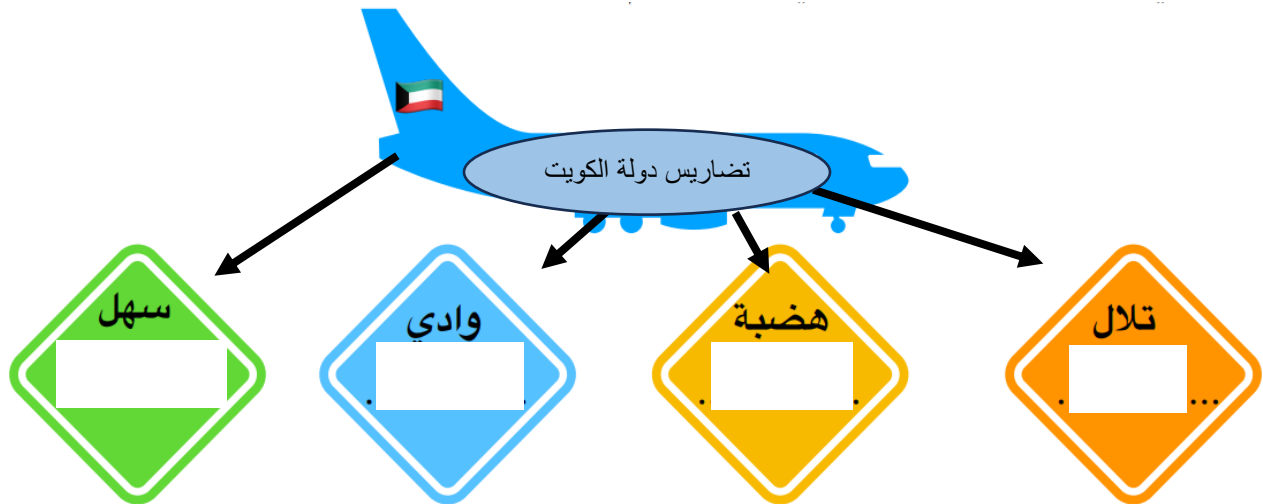 تضاريس دولة الكويت
تلال
...      .
هضبة
.      .
وادي
.      .
سهل